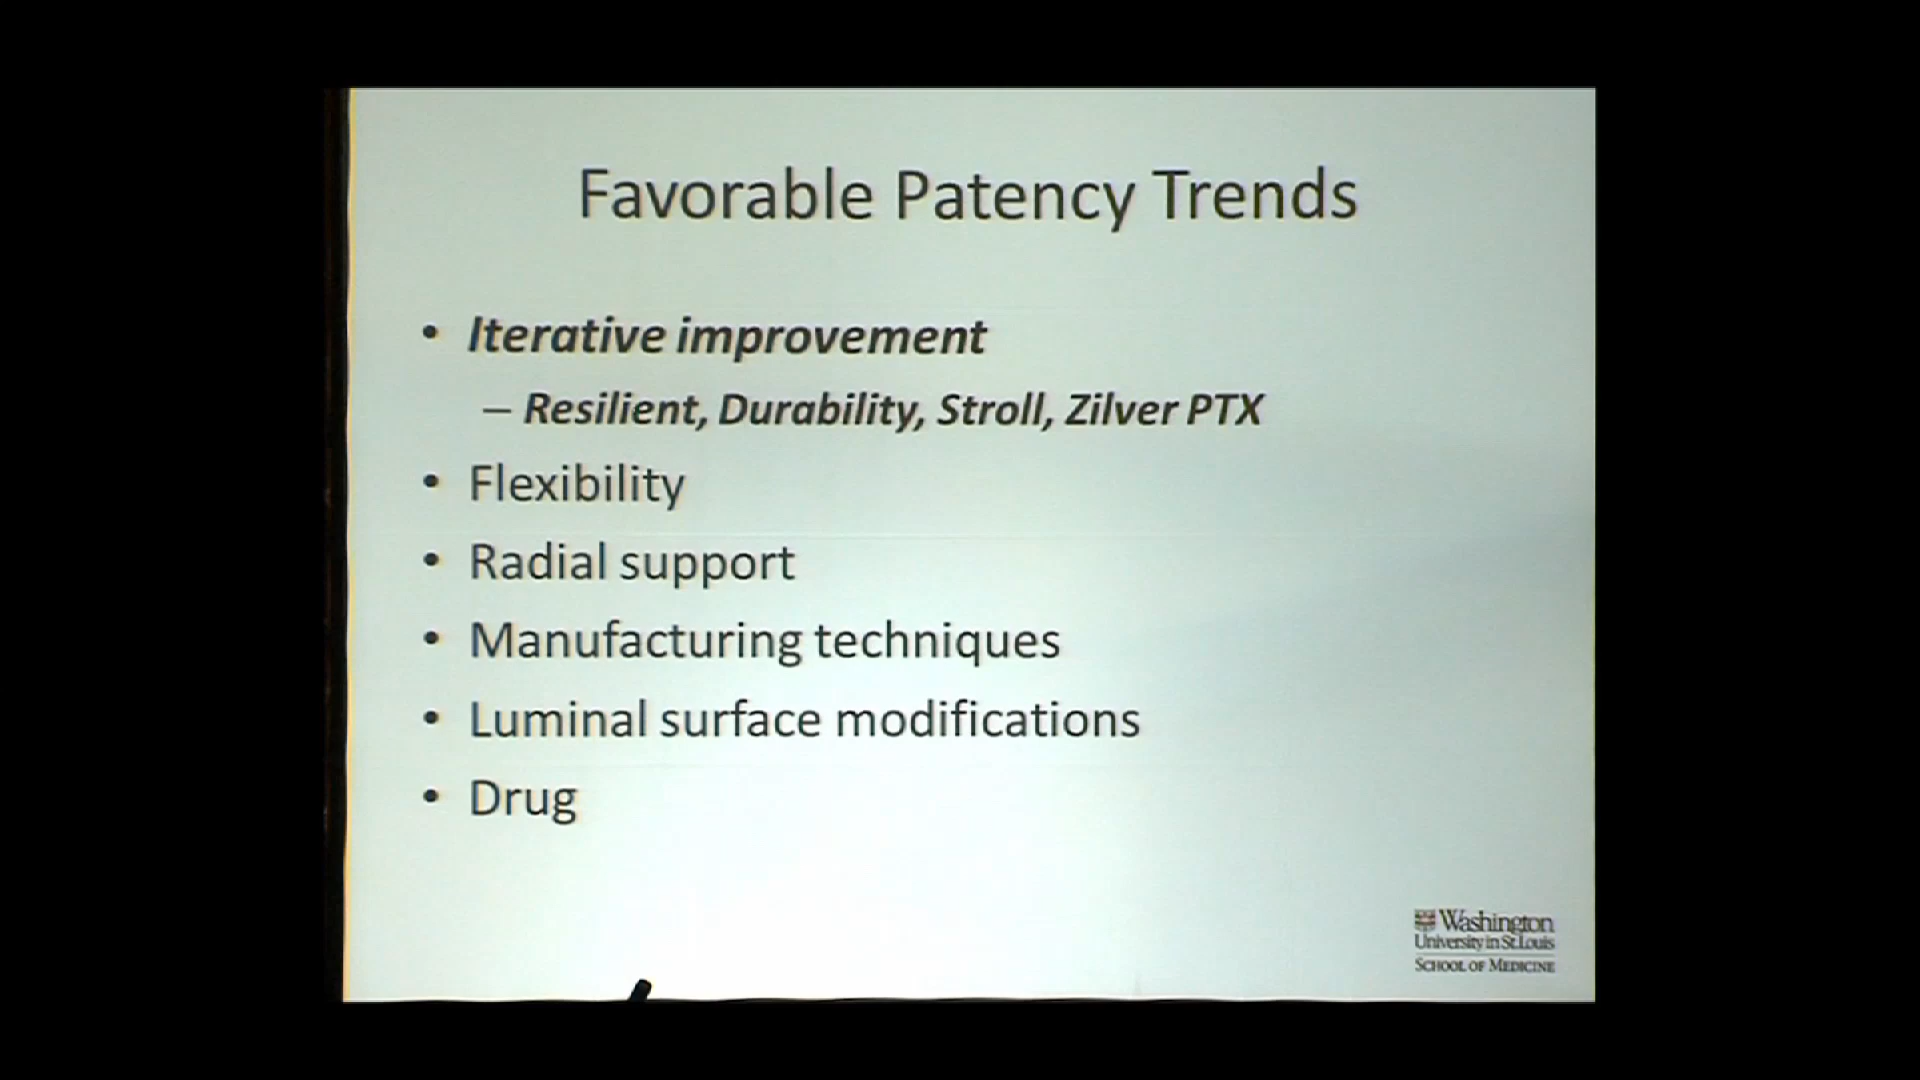 Favorable Patency Trends
• Iterative improvement
– Resilient, Durability, Stroll, Zilver PTX
• Flexibility
• Radial support
• Manufacturing techniques
• Luminal surface modifications
• Drug
Washington
University in St. Louis
SCHOOL OF MEDICINE